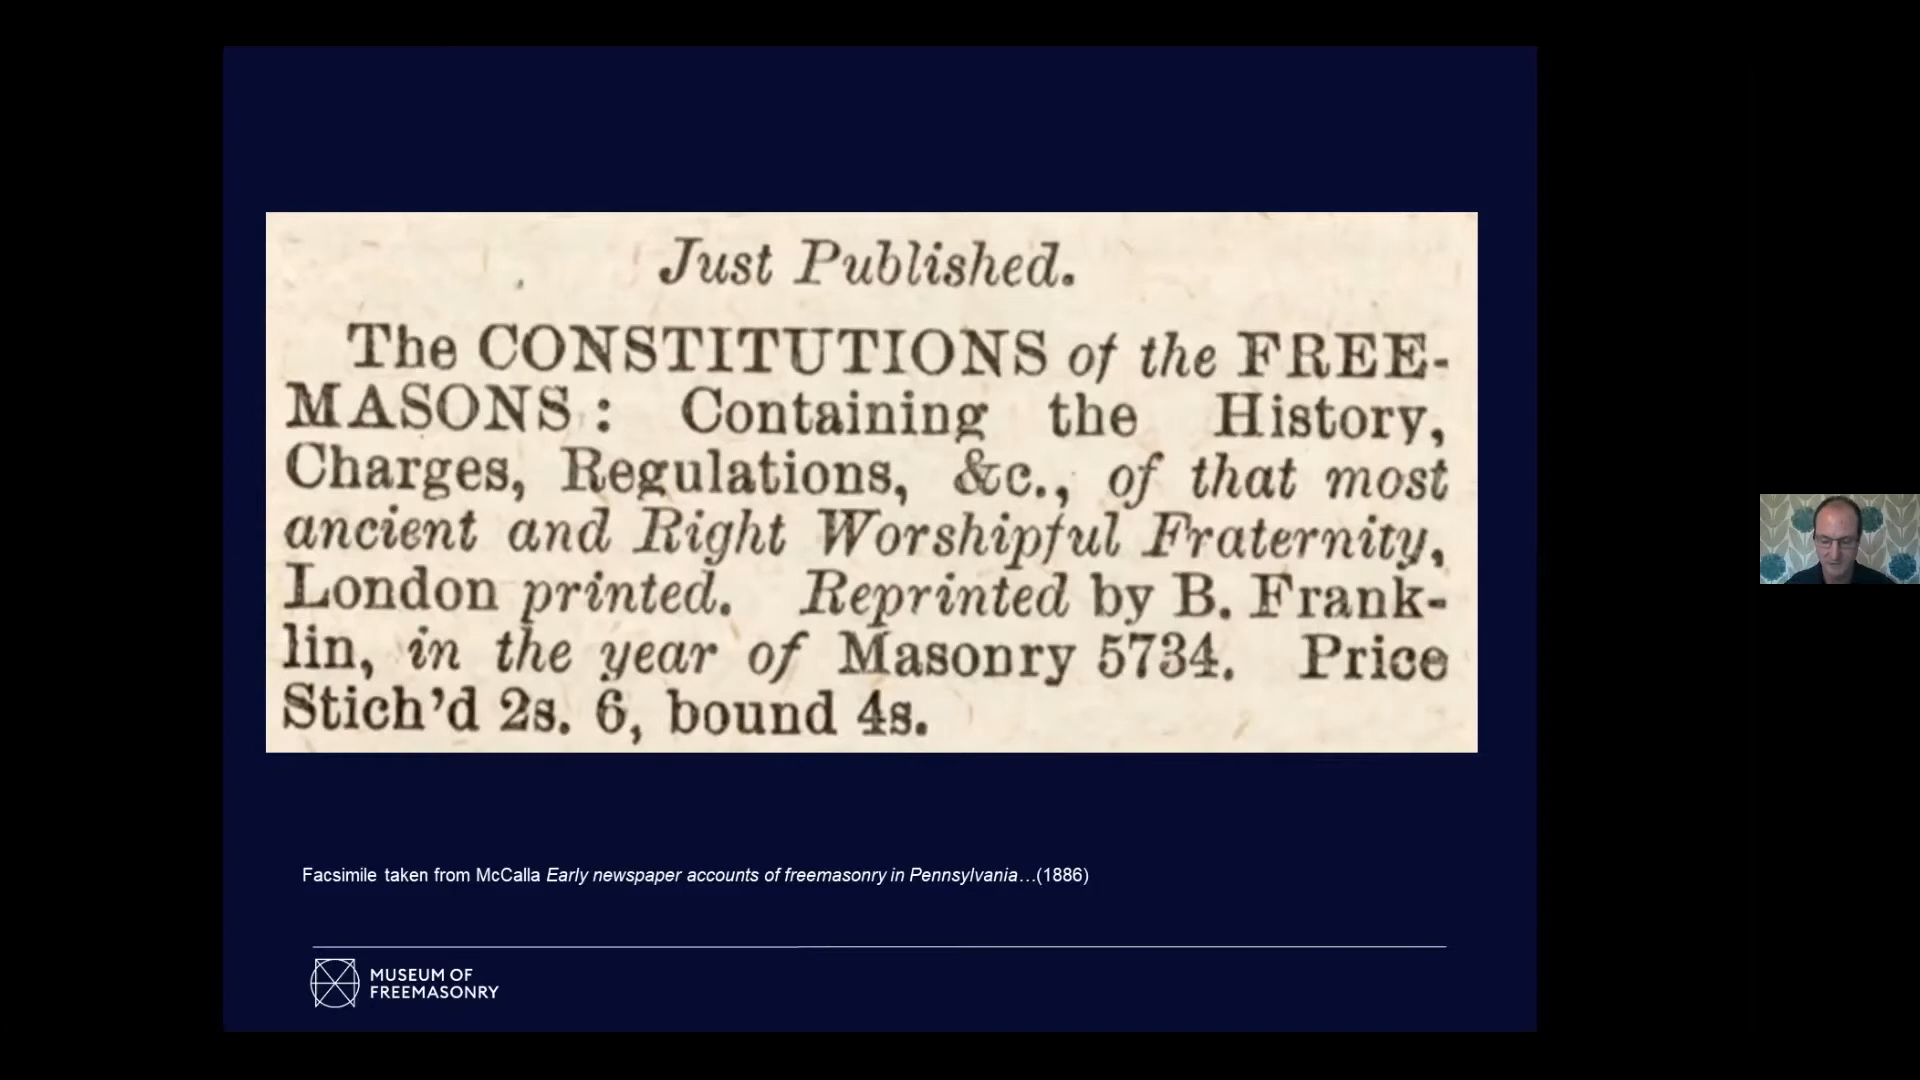 Just Published.
The CONSTITUTIONS of the FREE-
MASONS: Containing the History,
Charges, Regulations, &c., of that most
ancient and Right Worshipful Fraternity,
London printed. Reprinted by B. Frank-
lin, in the year of Masonry 5734. Price
Stich'd 2s. 6, bound 4s.
Facsimile taken from McCalla Early newspaper accounts of freemasonry in Pennsylvania…(1886)
MUSEUM OF
FREEMASONRY